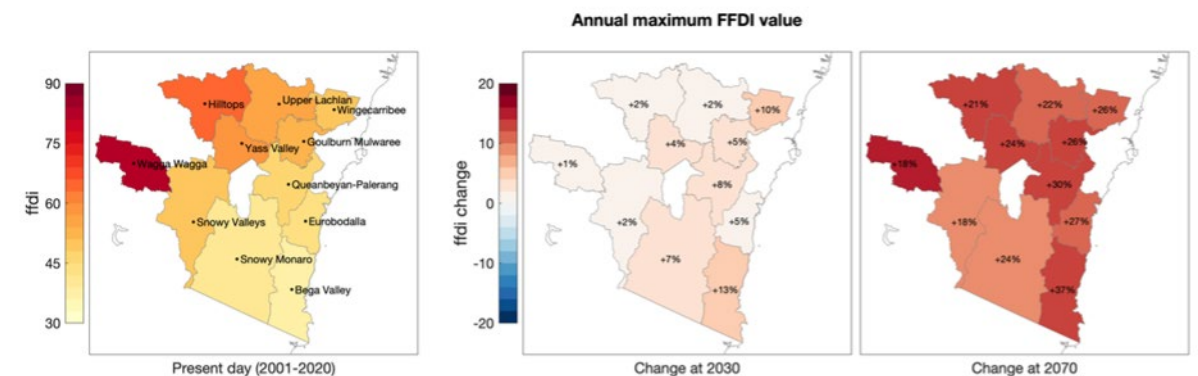 Annual maximum FFDI value
ffdi
90
75
60
45
30
Hilltops
Upper Lachlan
Wingecarribee
Yass Valley
Goulburn Mulwaree
Wagga Wagga
Queanbeyan-Palerang
Snowy Valleys
Eurobodalla
Snowy Monaro
Bega Valley
Present day (2001-2020)
ffdi change
20
10
0
-10
-20
+2%
+2%
+10%
+4%
+5%
+1%
+8%
+2%
+5%
+7%
+13%
Change at 2030
+21%
+22%
+26%
+24%
+26%
+18%
+30%
+18%
+27%
+24%
+37%
Change at 2070